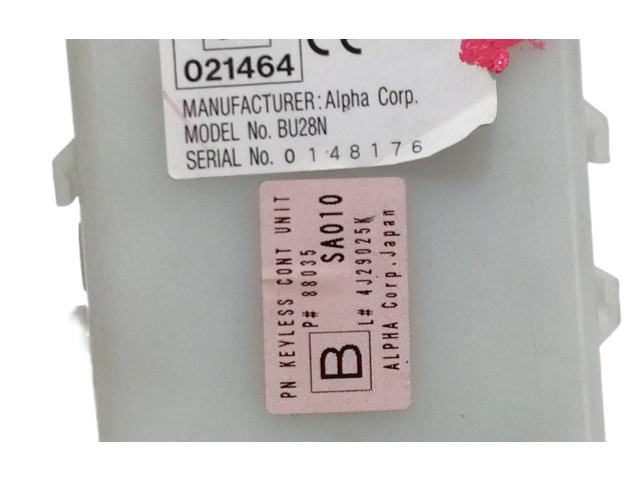 CE
021464
MANUFACTURER: Alpha Corp.
MODEL No. BU28N
SERIAL No. 0148176
PN KEYLESS CONT UNIT
P# 88035
SA010
B
L# 4J29025K
ALPHA Corp.Japan